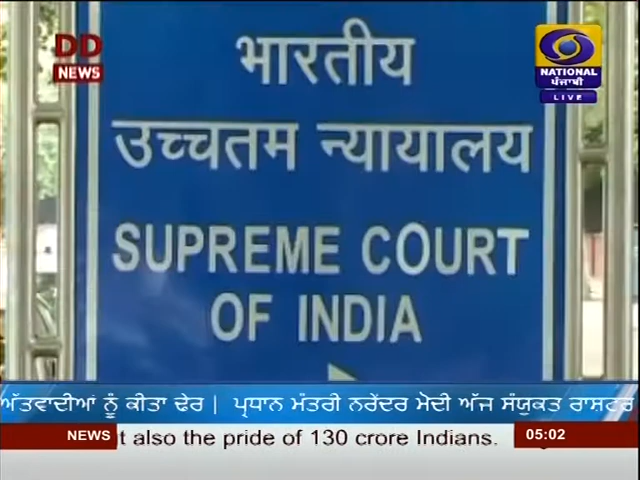 DD
NEWS
NATIONAL
ਪੰਜਾਬੀ
LIVE
भारतीय
उच्चतम न्यायालय
SUPREME COURT
OF INDIA
ਅੱਤਵਾਦੀਆਂ ਨੂੰ ਕੀਤਾ ਢੇਰ | ਪ੍ਰਧਾਨ ਮੰਤਰੀ ਨਰੇਂਦਰ ਮੋਦੀ ਅੱਜ ਸੰਯੁਕਤ ਰਾਸ਼ਟਰ
NEWS
also the pride of 130 crore Indians.
05:02